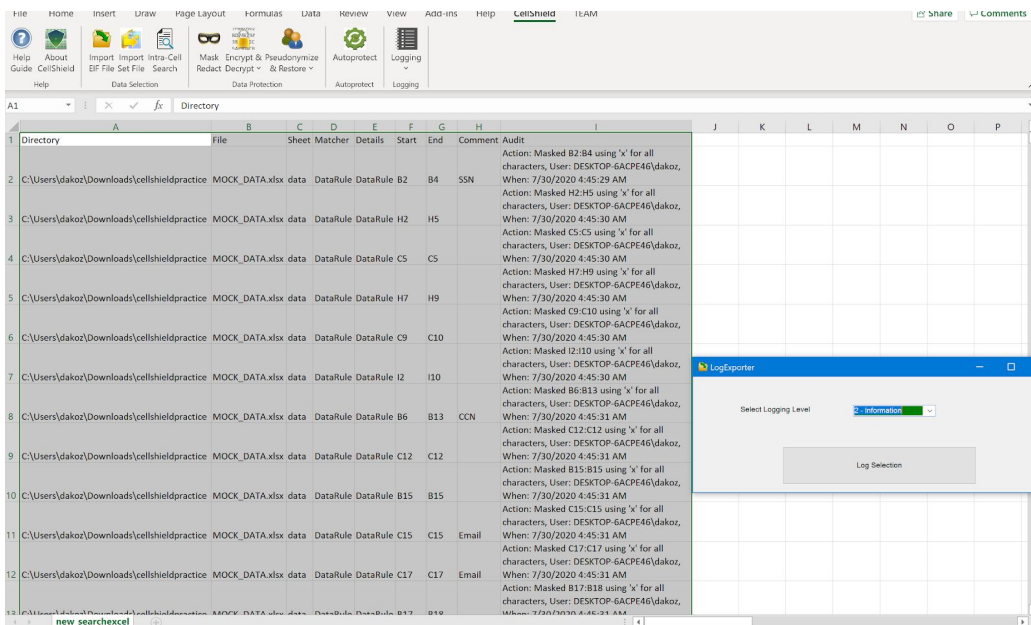 File Home Insert Draw Page Layout Formulas Data Review View Add-ins Help CellShield TEAM Share Comments
Help Guide About CellShield Import EIF File Import Set File Intra-Cell Search Mask Redact Encrypt & Decrypt Pseudonymize & Restore Autoprotect Logging
Help Data Selection Data Protection Autoprotect Logging
A1 fx Directory
A B C D E F G H I J K L M N O P
1 Directory File Sheet Matcher Details Start End Comment Audit
Action: Masked B2:B4 using 'x' for all
characters, User: DESKTOP-6ACPE46\dakoz,
2 C:\Users\dakoz\Downloads\cellshieldpractice MOCK_DATA.xlsx data DataRule DataRule B2 B4 SSN When: 7/30/2020 4:45:29 AM
Action: Masked H2:H5 using 'x' for all
characters, User: DESKTOP-6ACPE46\dakoz,
3 C:\Users\dakoz\Downloads\cellshieldpractice MOCK_DATA.xlsx data DataRule DataRule H2 H5 When: 7/30/2020 4:45:30 AM
Action: Masked C5:C5 using 'x' for all
characters, User: DESKTOP-6ACPE46\dakoz,
4 C:\Users\dakoz\Downloads\cellshieldpractice MOCK_DATA.xlsx data DataRule DataRule C5 C5 When: 7/30/2020 4:45:30 AM
Action: Masked H7:H9 using 'x' for all
characters, User: DESKTOP-6ACPE46\dakoz,
5 C:\Users\dakoz\Downloads\cellshieldpractice MOCK_DATA.xlsx data DataRule DataRule H7 H9 When: 7/30/2020 4:45:30 AM
Action: Masked C9:C10 using 'x' for all
characters, User: DESKTOP-6ACPE46\dakoz,
6 C:\Users\dakoz\Downloads\cellshieldpractice MOCK_DATA.xlsx data DataRule DataRule C9 C10 When: 7/30/2020 4:45:30 AM
Action: Masked I2:I10 using 'x' for all
characters, User: DESKTOP-6ACPE46\dakoz,
7 C:\Users\dakoz\Downloads\cellshieldpractice MOCK_DATA.xlsx data DataRule DataRule I2 I10 When: 7/30/2020 4:45:30 AM
Action: Masked B6:B13 using 'x' for all
characters, User: DESKTOP-6ACPE46\dakoz,
8 C:\Users\dakoz\Downloads\cellshieldpractice MOCK_DATA.xlsx data DataRule DataRule B6 B13 CCN When: 7/30/2020 4:45:31 AM
Action: Masked C12:C12 using 'x' for all
characters, User: DESKTOP-6ACPE46\dakoz,
9 C:\Users\dakoz\Downloads\cellshieldpractice MOCK_DATA.xlsx data DataRule DataRule C12 C12 When: 7/30/2020 4:45:31 AM
Action: Masked B15:B15 using 'x' for all
characters, User: DESKTOP-6ACPE46\dakoz,
10 C:\Users\dakoz\Downloads\cellshieldpractice MOCK_DATA.xlsx data DataRule DataRule B15 B15 When: 7/30/2020 4:45:31 AM
Action: Masked C15:C15 using 'x' for all
characters, User: DESKTOP-6ACPE46\dakoz,
11 C:\Users\dakoz\Downloads\cellshieldpractice MOCK_DATA.xlsx data DataRule DataRule C15 C15 Email When: 7/30/2020 4:45:31 AM
Action: Masked C17:C17 using 'x' for all
characters, User: DESKTOP-6ACPE46\dakoz,
12 C:\Users\dakoz\Downloads\cellshieldpractice MOCK_DATA.xlsx data DataRule DataRule C17 C17 Email When: 7/30/2020 4:45:31 AM
Action: Masked B17:B18 using 'x' for all
characters, User: DESKTOP-6ACPE46\dakoz,
13 C:\Users\dakoz\Downloads\cellshieldpractice MOCK_DATA.xlsx data DataRule DataRule B17 B18 When: 7/30/2020 4:45:31 AM
LogExporter
Select Logging Level 2 - Information
Log Selection
new_searchexcel